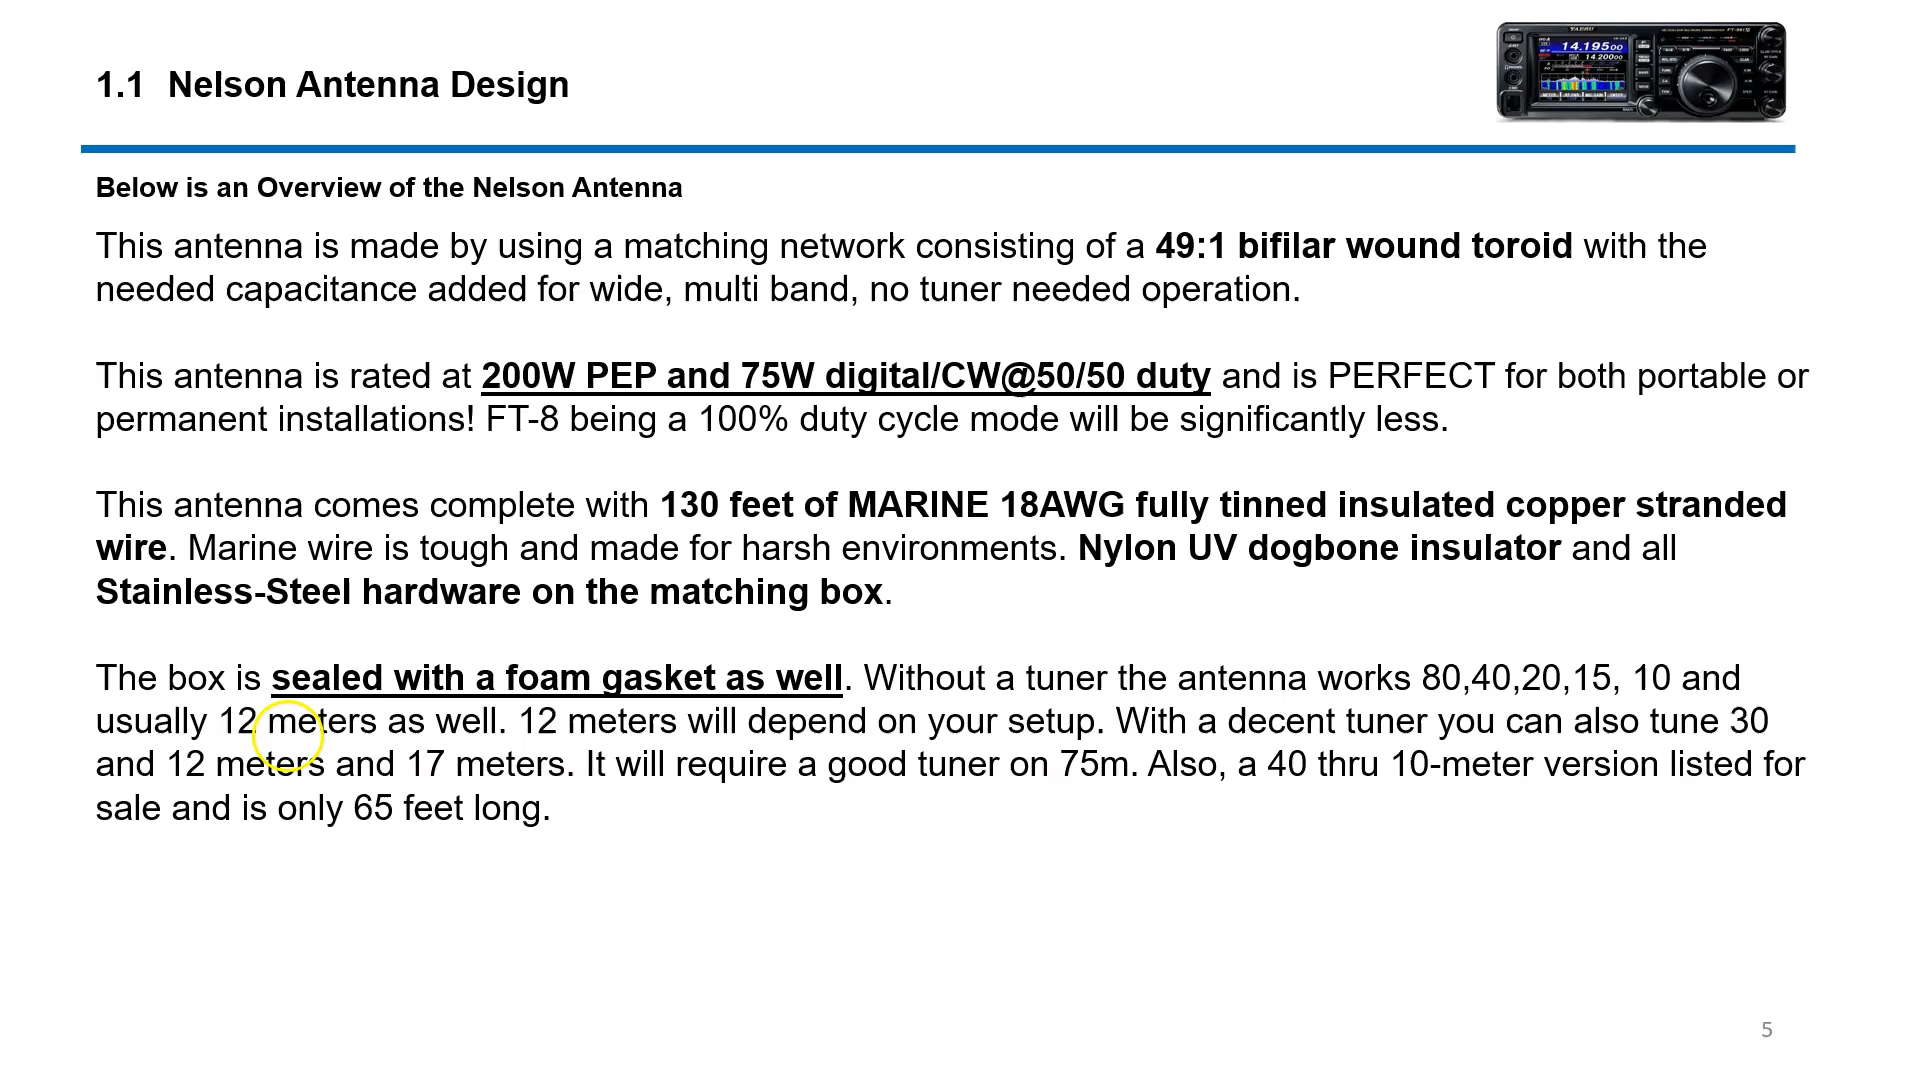 1.1 Nelson Antenna Design
YAESU
14.19500
14 20000
Below is an Overview of the Nelson Antenna
This antenna is made by using a matching network consisting of a 49:1 bifilar wound toroid with the
needed capacitance added for wide, multi band, no tuner needed operation.
This antenna is rated at 200W PEP and 75W digital/CW@50/50 duty and is PERFECT for both portable or
permanent installations! FT-8 being a 100% duty cycle mode will be significantly less.
This antenna comes complete with 130 feet of MARINE 18AWG fully tinned insulated copper stranded
wire. Marine wire is tough and made for harsh environments. Nylon UV dogbone insulator and all
Stainless-Steel hardware on the matching box.
The box is sealed with a foam gasket as well. Without a tuner the antenna works 80,40,20,15, 10 and
usually 12 meters as well. 12 meters will depend on your setup. With a decent tuner you can also tune 30
and 12 meters and 17 meters. It will require a good tuner on 75m. Also, a 40 thru 10-meter version listed for
sale and is only 65 feet long.
5